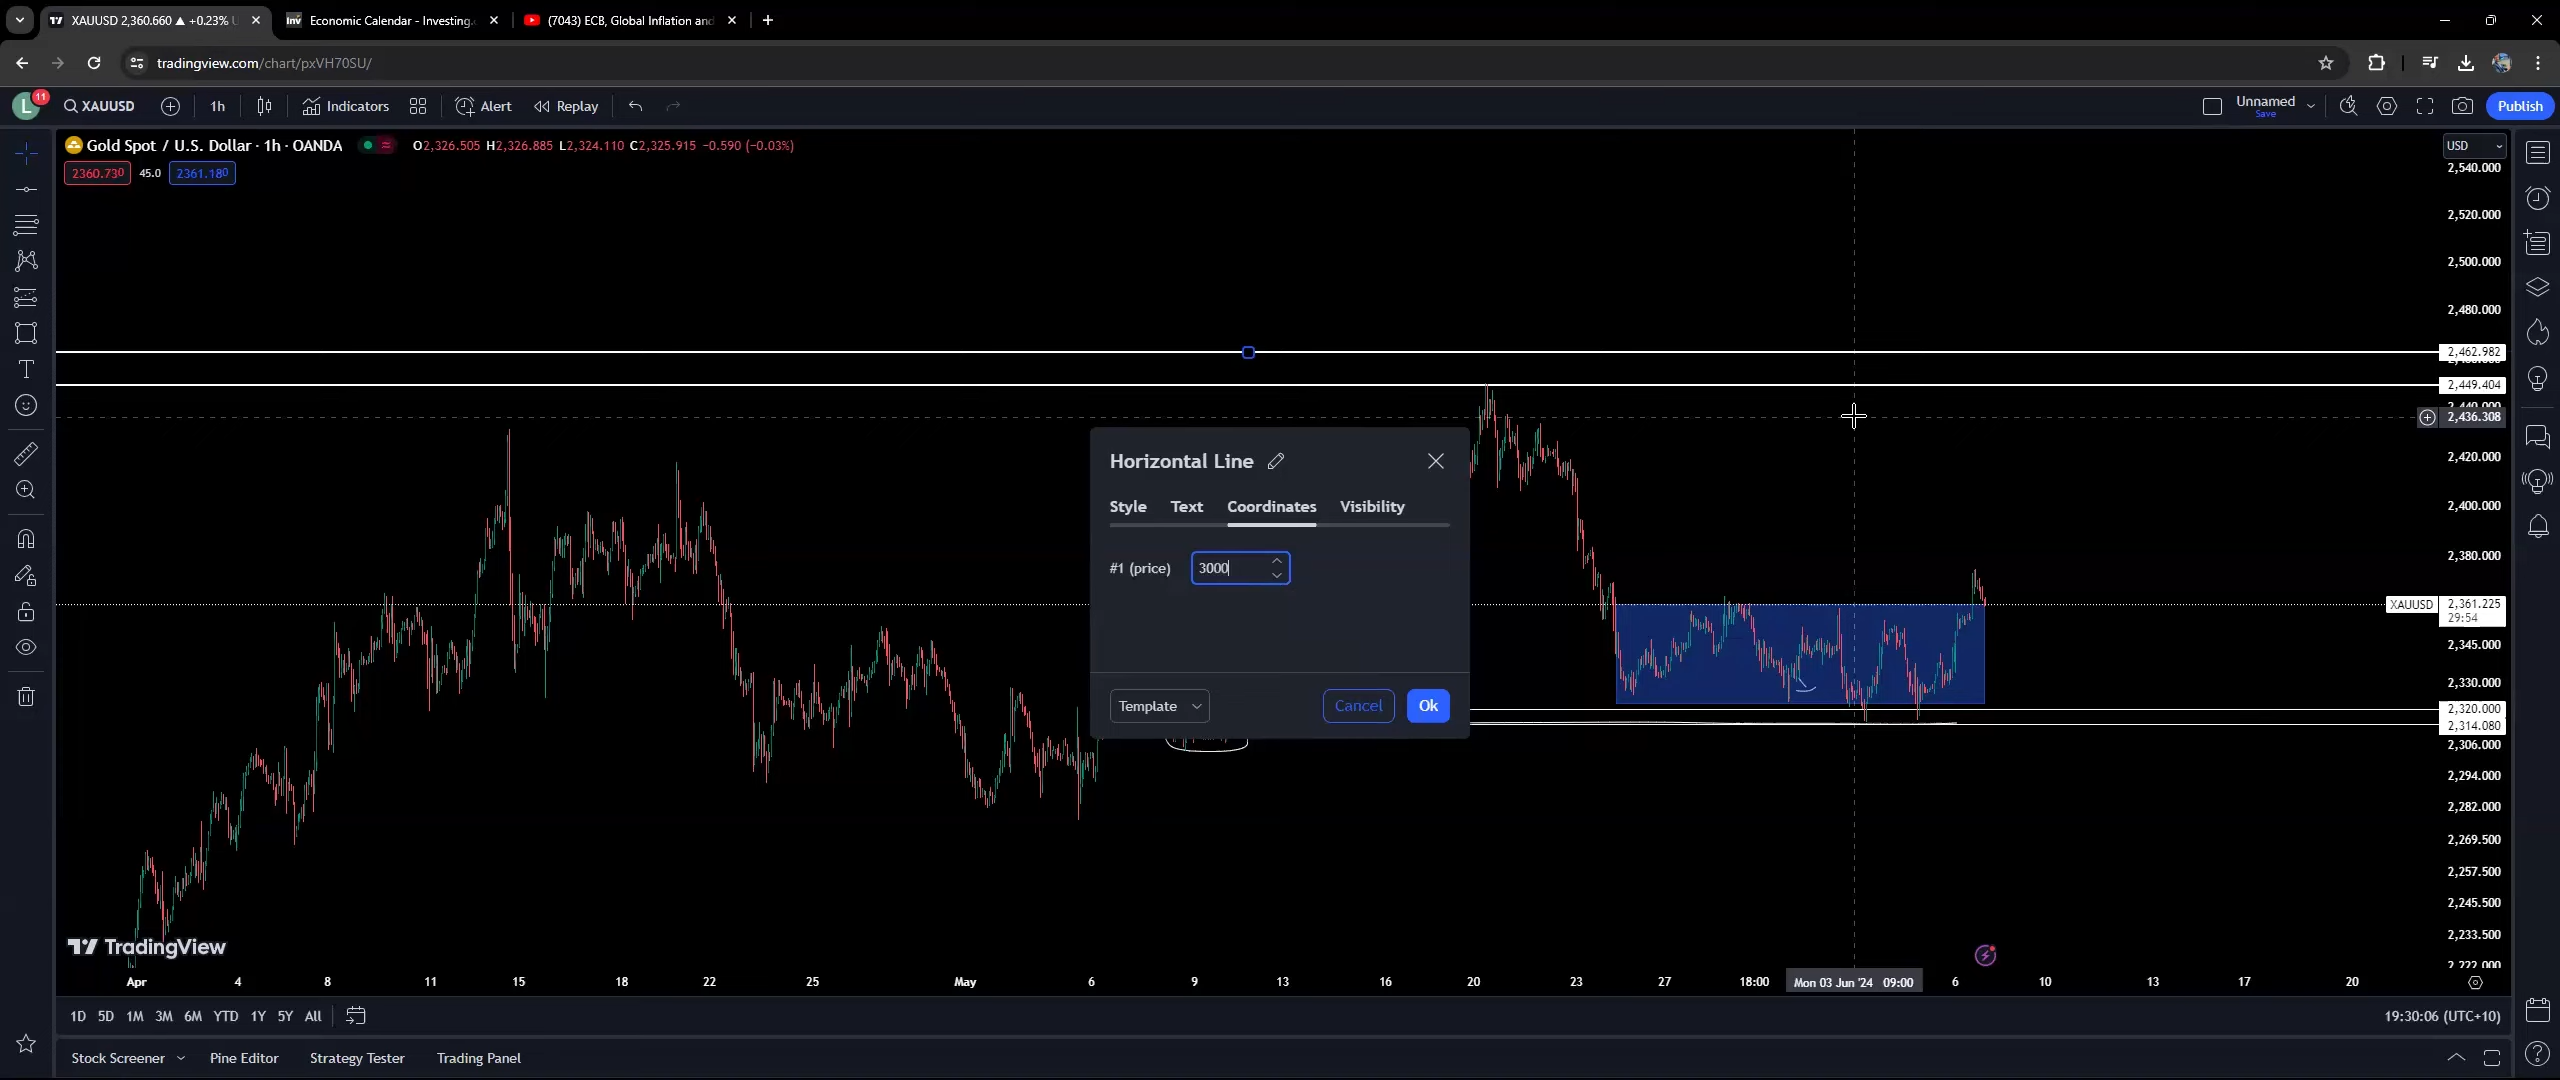 XAUUSD 2,360.660 ▲ +0.23% U
Economic Calendar - Investing.
(7043) ECB, Global Inflation and
tradingview.com/chart/pxVH70SU/
L 11 XAUUSD 1h Indicators Alert Replay Unnamed Save Publish
Gold Spot / U.S. Dollar · 1h · OANDA O2,326.505 H2,326.885 L2,324.110 C2,325.915 -0.590 (-0.03%)
USD
2360.730 45.0 2361.180
2,540.000
2,520.000
2,500.000
2,480.000
2,462.982
2,449.404
2,436.308
2,420.000
2,400.000
2,380.000
XAUUSD 2,361.225
29:54
2,345.000
2,330.000
2,320.000
2,314.080
2,306.000
2,294.000
2,282.000
2,269.500
2,257.500
2,245.500
2,233.500
2,222.000
Horizontal Line
Style Text Coordinates Visibility
#1 (price) 3000
Template Cancel Ok
TradingView
Apr 4 8 11 15 18 22 25 May 6 9 13 16 20 23 27 18:00 Mon 03 Jun '24 09:00 6 10 13 17 20
1D 5D 1M 3M 6M YTD 1Y 5Y All 19:30:06 (UTC+10)
Stock Screener Pine Editor Strategy Tester Trading Panel